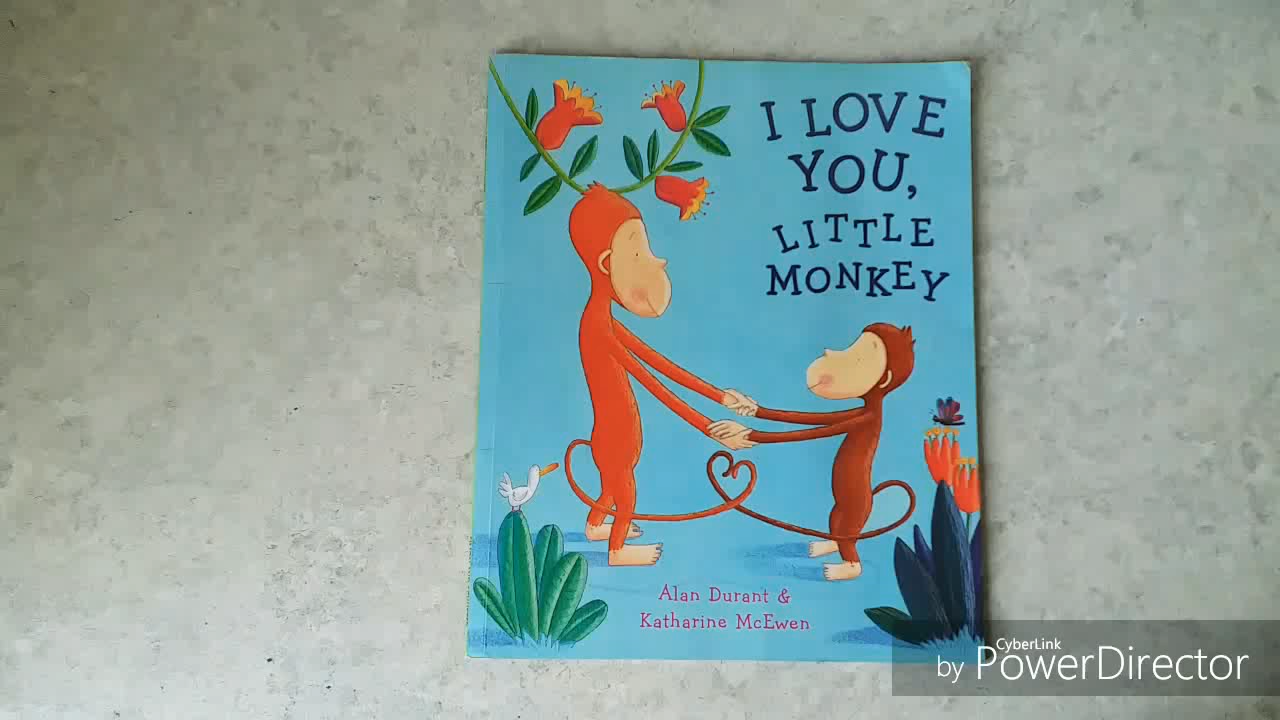 I LOVE
YOU,
LITTLE
MONKEY
Alan Durant &
Katharine McEwen
CyberLink
by PowerDirector